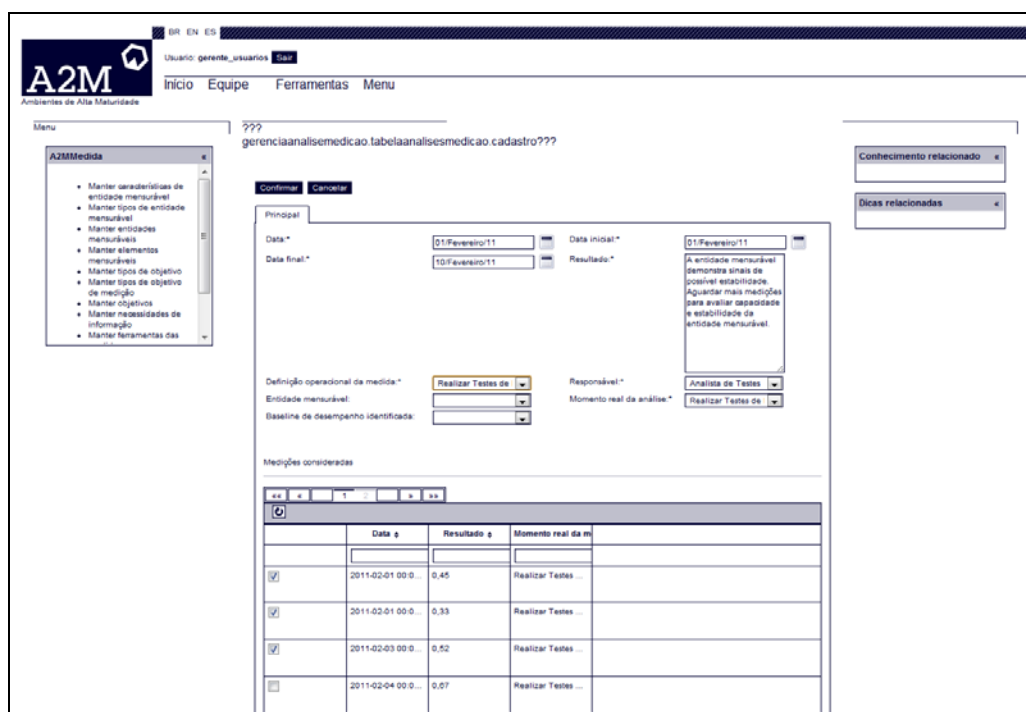 BR EN ES
Usuario: gerente_usuarios Sair
A2M
Ambientes de Alta Maturidade
Início Equipe Ferramentas Menu
Menu
A2MMedida «
Manter características de
entidade mensurável
Manter tipos de entidade
mensurável
Manter entidades
mensuráveis
Manter elementos
mensuráveis
Manter tipos de objetivo
Manter tipos de objetivo
de medição
Manter objetivos
Manter necessidades de
informação
Manter ferramentas das
???
gerenciaanalisemedicao.tabelaanalisesmedicao.cadastro???
Confirmar Cancelar
Principal
Data:* 01/Fevereiro/11 Data inicial:* 01/Fevereiro/11
Data final:* 10/Fevereiro/11 Resultado:*
A entidade mensurável
demonstra sinais de
possível estabilidade.
Aguardar mais medições
para avaliar capacidade
e estabilidade da
entidade mensurável.
Definição operacional da medida:* Realizar Testes de Responsável:* Analista de Testes
Entidade mensurável: Momento real da análise:* Realizar Testes de
Baseline de desempenho identificada:
Medições consideradas
«« « 1 2 » »»
Data Resultado Momento real da m
2011-02-01 00:0... 0,45 Realizar Testes ...
2011-02-01 00:0... 0,33 Realizar Testes ...
2011-02-03 00:0... 0,52 Realizar Testes ...
2011-02-04 00:0... 0,67 Realizar Testes ...
Conhecimento relacionado «
Dicas relacionadas «